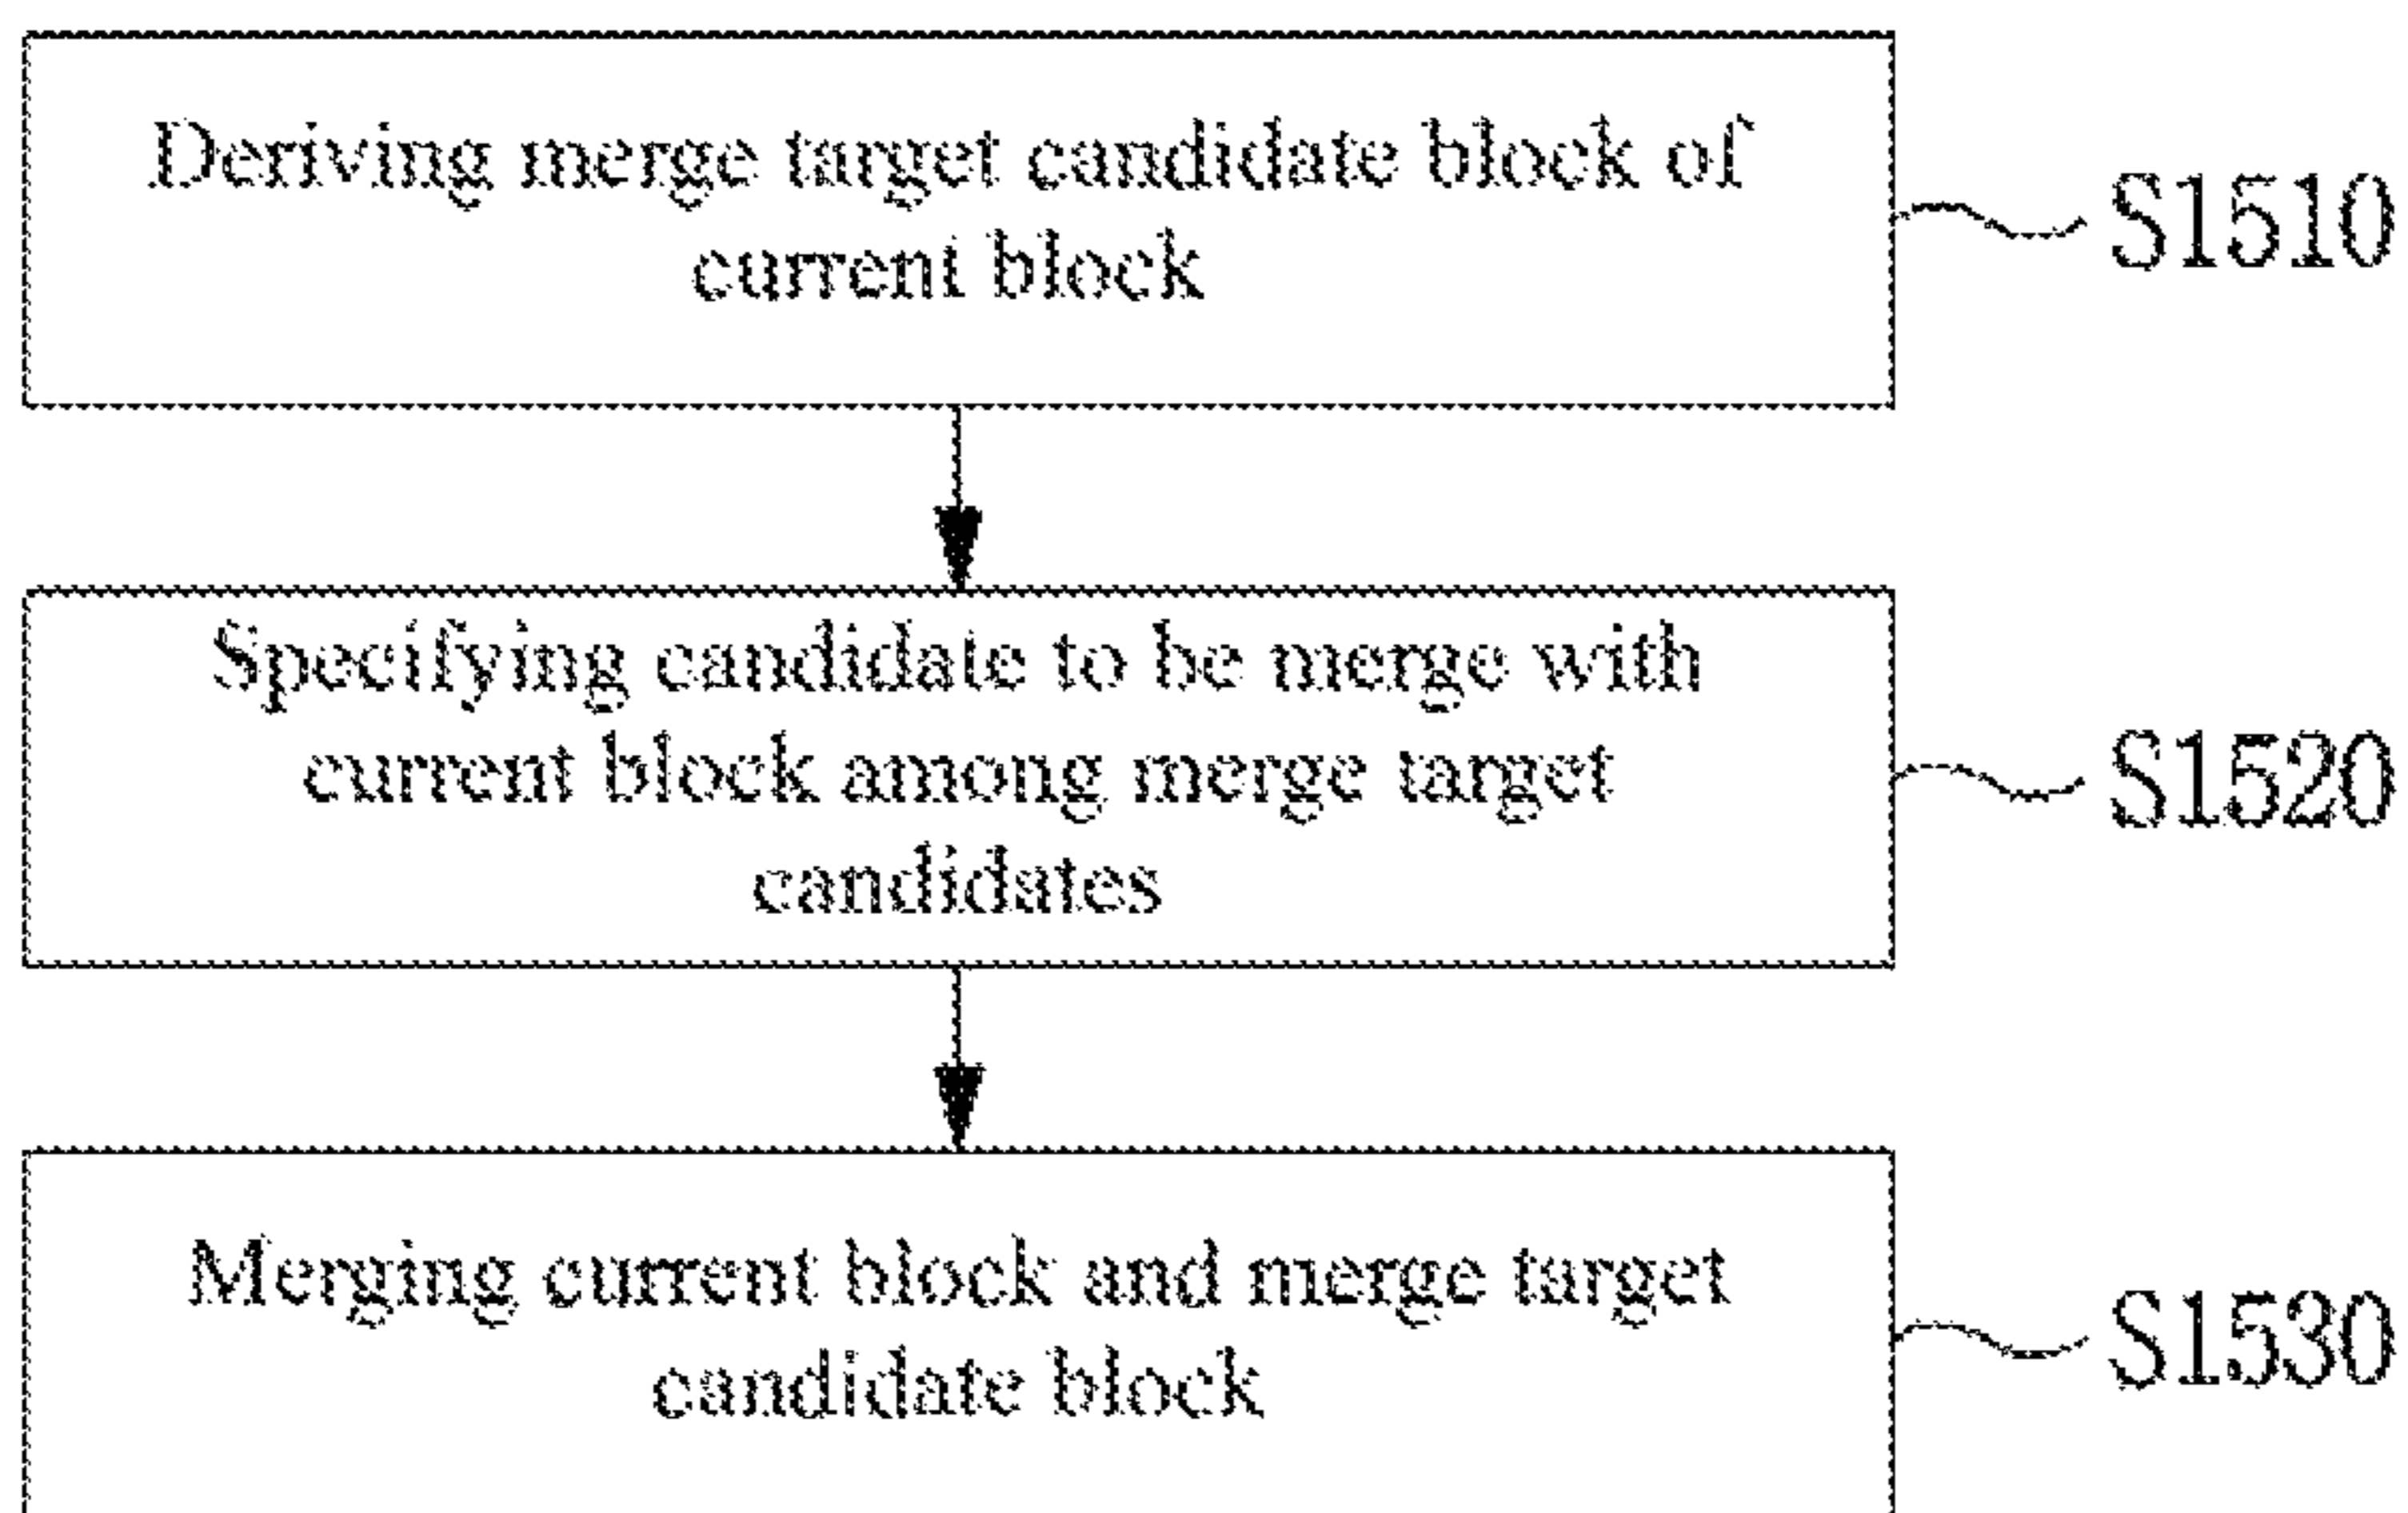 Deriving merge target candidate block of
current block
S1510
Specifying candidate to be merge with
current block among merge target
candidates
S1520
Merging current block and merge target
candidate block
S1530